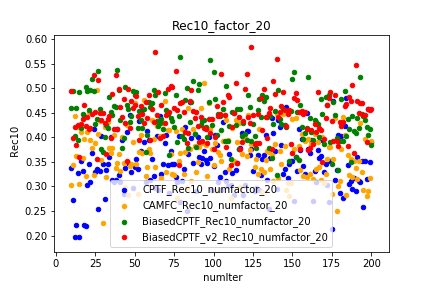 Rec10_factor_20
0.60
0.55
0.50
0.45
0.40
0.35
0.30
0.25
0.20
Rec10
CPTF_Rec10_numfactor_20
CAMFC_Rec10_numfactor_20
BiasedCPTF_Rec10_numfactor_20
BiasedCPTF_v2_Rec10_numfactor_20
0 25 50 75 100 125 150 175 200
numIter